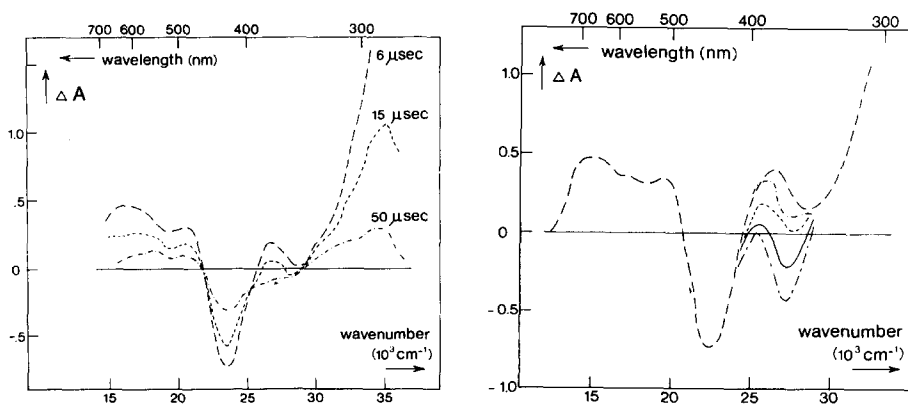 700 600 500 400 300
← wavelength (nm)
6 μsec
↑ Δ A
15 μsec
1.0
.5
50 μsec
0
-.5
wavenumber
(10³ cm⁻¹)
→
15 20 25 30 35
700 600 500 400 300
← wavelength (nm)
1.0
↑ Δ A
0.5
0
-0.5
wavenumber
(10³ cm⁻¹)
→
-1.0
15 20 25 30